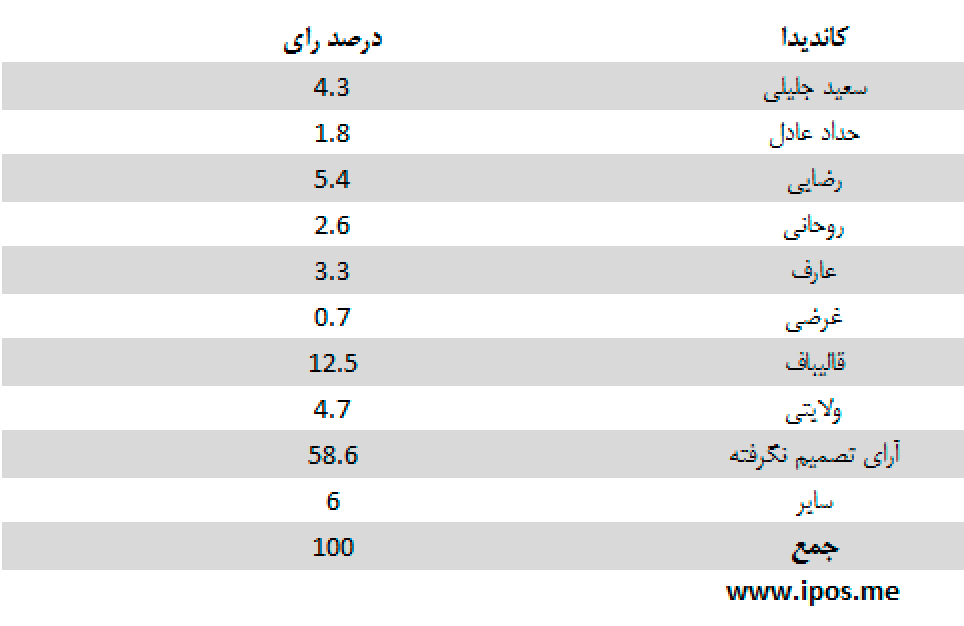 کاندیدا درصد رای
سعید جلیلی 4.3
حداد عادل 1.8
رضایی 5.4
روحانی 2.6
عارف 3.3
غرضی 0.7
قالیباف 12.5
ولایتی 4.7
آرای تصمیم نگرفته 58.6
سایر 6
جمع 100
www.ipos.me